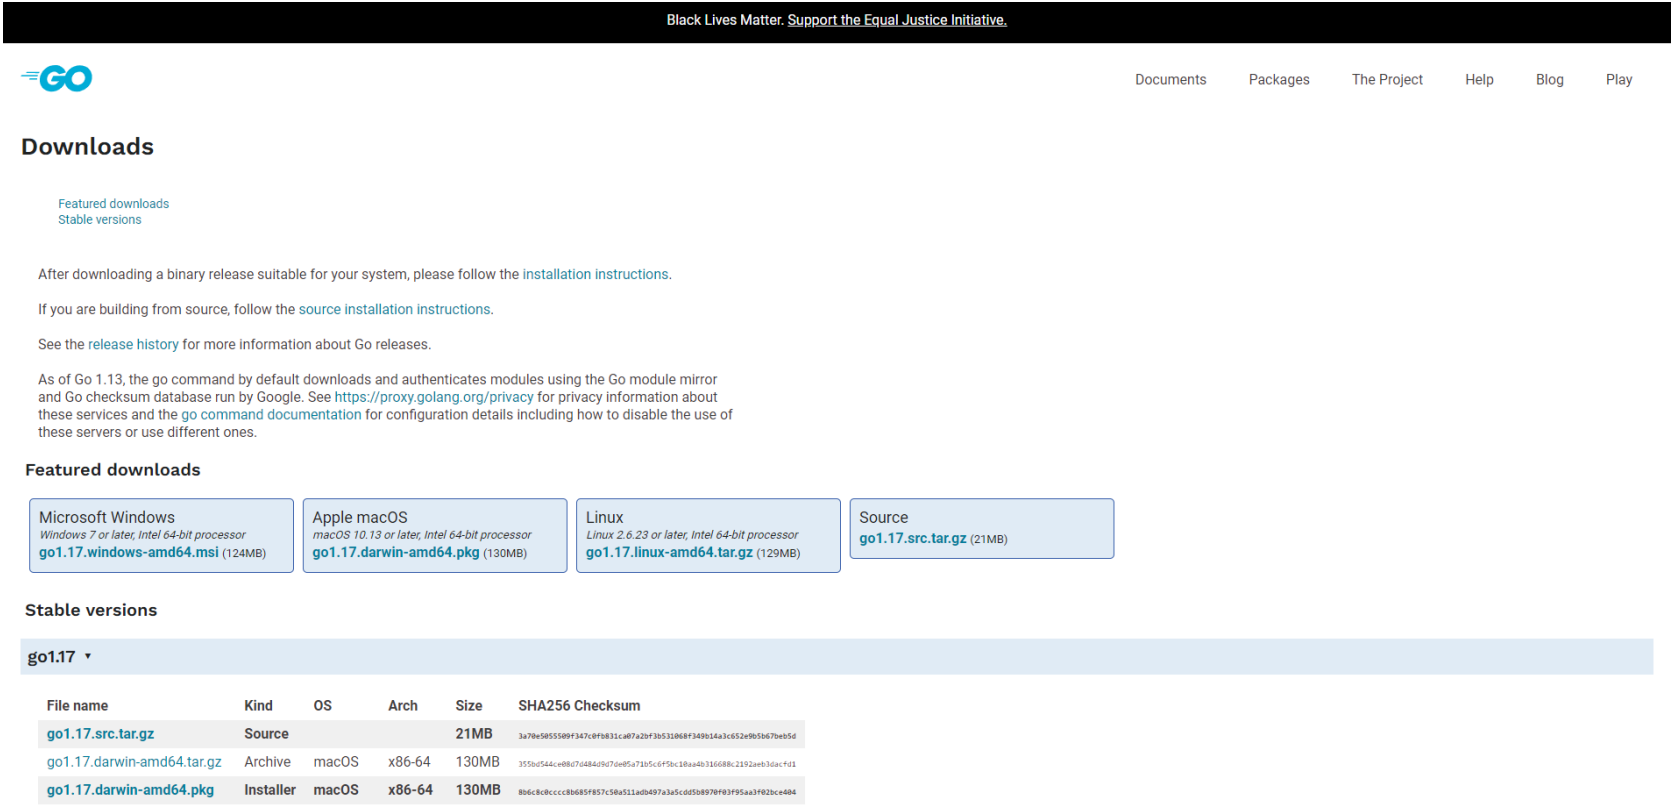 Black Lives Matter. Support the Equal Justice Initiative.
GO
Documents Packages The Project Help Blog Play
Downloads
Featured downloads
Stable versions
After downloading a binary release suitable for your system, please follow the installation instructions.
If you are building from source, follow the source installation instructions.
See the release history for more information about Go releases.
As of Go 1.13, the go command by default downloads and authenticates modules using the Go module mirror
and Go checksum database run by Google. See https://proxy.golang.org/privacy for privacy information about
these services and the go command documentation for configuration details including how to disable the use of
these servers or use different ones.
Featured downloads
Microsoft Windows
Windows 7 or later, Intel 64-bit processor
go1.17.windows-amd64.msi (124MB)
Apple macOS
macOS 10.13 or later, Intel 64-bit processor
go1.17.darwin-amd64.pkg (130MB)
Linux
Linux 2.6.23 or later, Intel 64-bit processor
go1.17.linux-amd64.tar.gz (129MB)
Source
go1.17.src.tar.gz (21MB)
Stable versions
go1.17 ▾
File name Kind OS Arch Size SHA256 Checksum
go1.17.src.tar.gz Source 21MB 3a70e5055509f347c0fb831ca07a2bf3b531068f349b14a3c652e9b5b67beb5d
go1.17.darwin-amd64.tar.gz Archive macOS x86-64 130MB 355bd544ce08d7d484d9d7de05a71b5c6f5bc10aa4b316688c2192aeb3dacfd1
go1.17.darwin-amd64.pkg Installer macOS x86-64 130MB 8b6c8c0cccc8b685f857c50a511adb497a3a5cdd5b8970f03f95aa3f02bce404